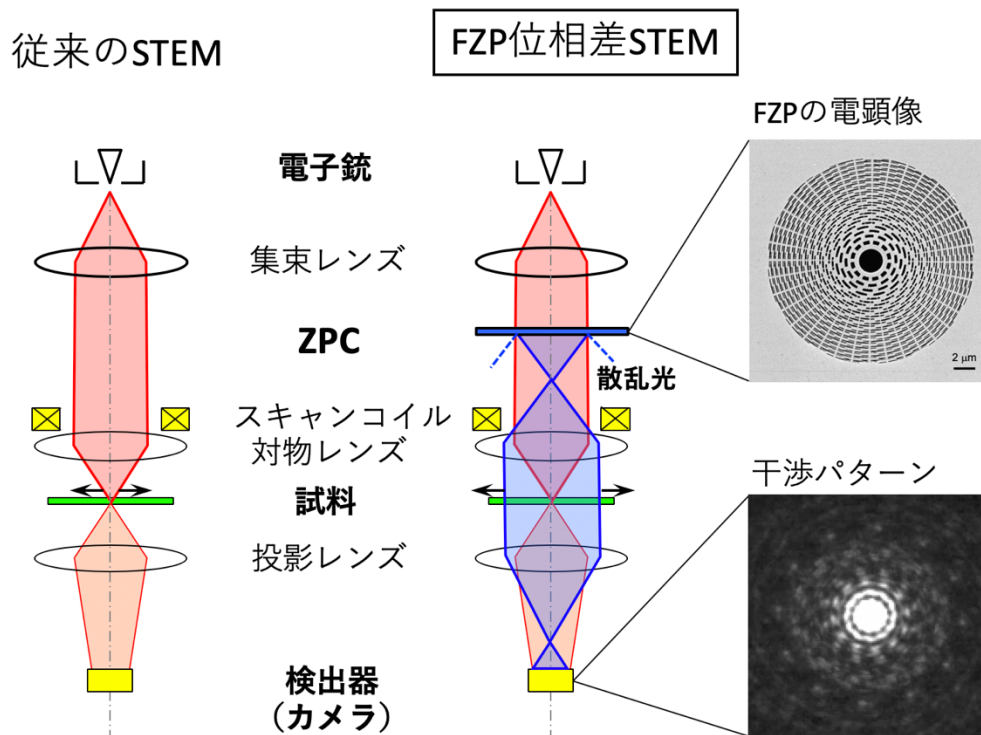 従来のSTEM
FZP位相差STEM
FZPの電顕像
電子銃
集束レンズ
ZPC
散乱光
2 μm
スキャンコイル
対物レンズ
干渉パターン
試料
投影レンズ
検出器
（カメラ）